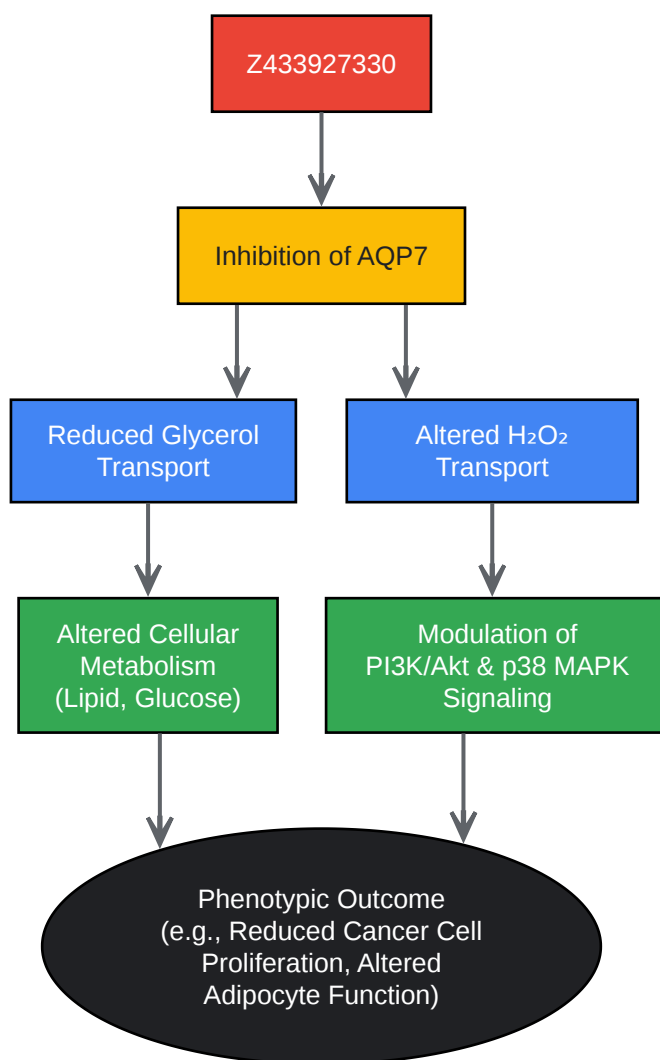 Z433927330
Inhibition of AQP7
Reduced Glycerol
Transport
Altered H₂O₂
Transport
Altered Cellular
Metabolism
(Lipid, Glucose)
Modulation of
PI3K/Akt & p38 MAPK
Signaling
Phenotypic Outcome
(e.g., Reduced Cancer Cell
Proliferation, Altered
Adipocyte Function)